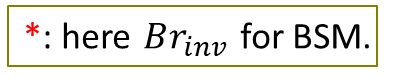 *: here Br_inv for BSM.